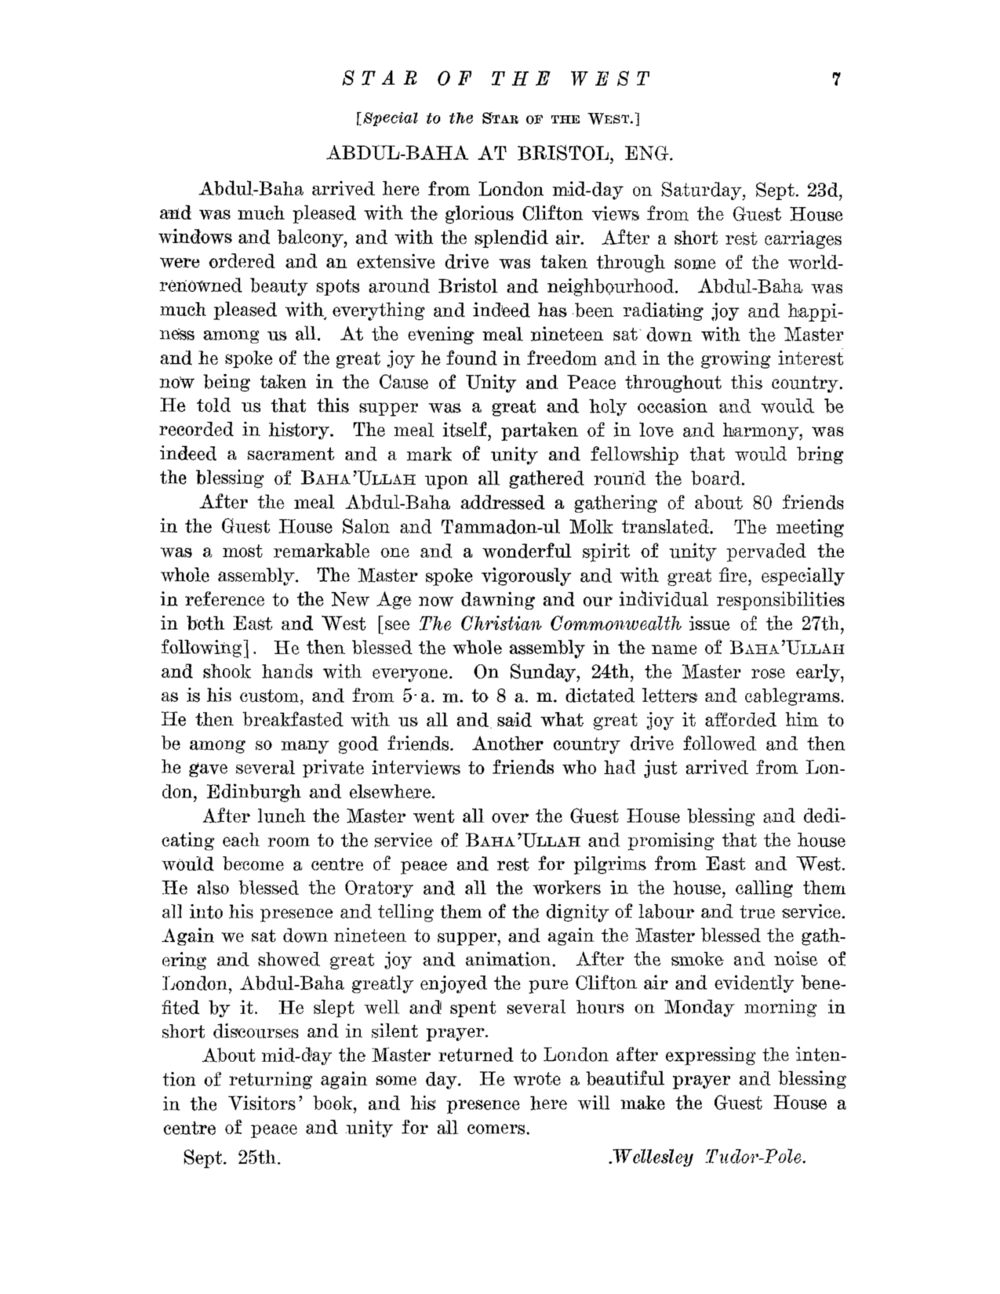 STAR OF THE WEST 7
[Special to the STAR OF THE WEST.]
ABDUL-BAHA AT BRISTOL, ENG.
Abdul-Baha arrived here from London mid-day on Saturday, Sept. 23d,
and was much pleased with the glorious Clifton views from the Guest House
windows and balcony, and with the splendid air. After a short rest carriages
were ordered and an extensive drive was taken through some of the world-
renowned beauty spots around Bristol and neighbourhood. Abdul-Baha was
much pleased with everything and indeed has been radiating joy and happi-
ness among us all. At the evening meal nineteen sat down with the Master
and he spoke of the great joy he found in freedom and in the growing interest
now being taken in the Cause of Unity and Peace throughout this country.
He told us that this supper was a great and holy occasion and would be
recorded in history. The meal itself, partaken of in love and harmony, was
indeed a sacrament and a mark of unity and fellowship that would bring
the blessing of BAHA'ULLAH upon all gathered round the board.
After the meal Abdul-Baha addressed a gathering of about 80 friends
in the Guest House Salon and Tammadon-ul Molk translated. The meeting
was a most remarkable one and a wonderful spirit of unity pervaded the
whole assembly. The Master spoke vigorously and with great fire, especially
in reference to the New Age now dawning and our individual responsibilities
in both East and West [see The Christian Commonwealth issue of the 27th,
following]. He then blessed the whole assembly in the name of BAHA'ULLAH
and shook hands with everyone. On Sunday, 24th, the Master rose early,
as is his custom, and from 5 a. m. to 8 a. m. dictated letters and cablegrams.
He then breakfasted with us all and said what great joy it afforded him to
be among so many good friends. Another country drive followed and then
he gave several private interviews to friends who had just arrived from Lon-
don, Edinburgh and elsewhere.
After lunch the Master went all over the Guest House blessing and dedi-
cating each room to the service of BAHA'ULLAH and promising that the house
would become a centre of peace and rest for pilgrims from East and West.
He also blessed the Oratory and all the workers in the house, calling them
all into his presence and telling them of the dignity of labour and true service.
Again we sat down nineteen to supper, and again the Master blessed the gath-
ering and showed great joy and animation. After the smoke and noise of
London, Abdul-Baha greatly enjoyed the pure Clifton air and evidently bene-
fited by it. He slept well and spent several hours on Monday morning in
short discourses and in silent prayer.
About mid-day the Master returned to London after expressing the inten-
tion of returning again some day. He wrote a beautiful prayer and blessing
in the Visitors' book, and his presence here will make the Guest House a
centre of peace and unity for all comers.
Sept. 25th. Wellesley Tudor-Pole.